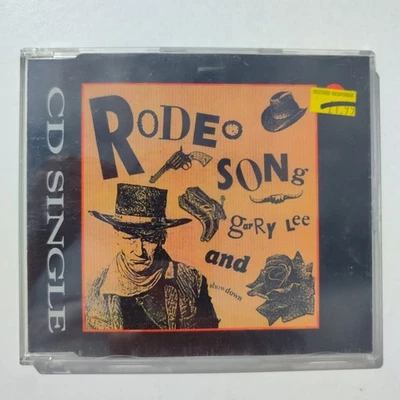 CD SINGLE
RODEO
SONg
gaRRY Lee
and
showdown